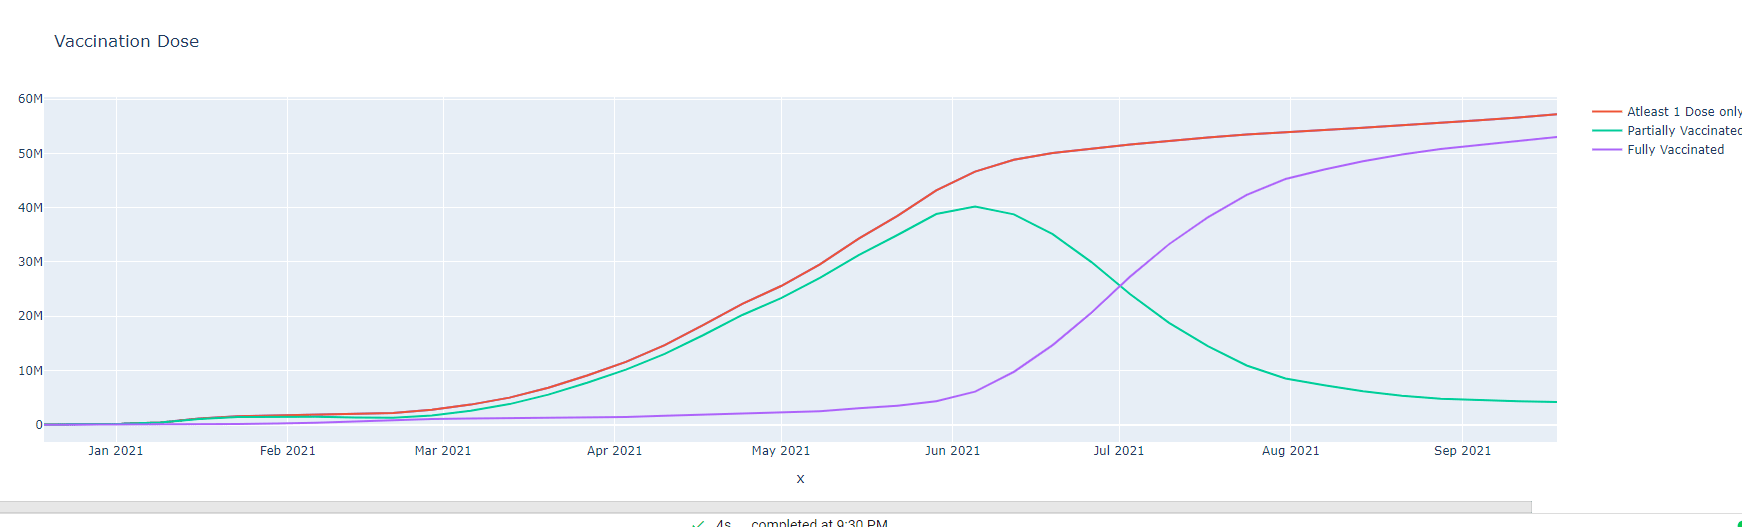 Vaccination Dose
60M
50M
40M
30M
20M
10M
0
Jan 2021 Feb 2021 Mar 2021 Apr 2021 May 2021 Jun 2021 Jul 2021 Aug 2021 Sep 2021
x
Atleast 1 Dose only
Partially Vaccinated
Fully Vaccinated
4s completed at 9:30 PM